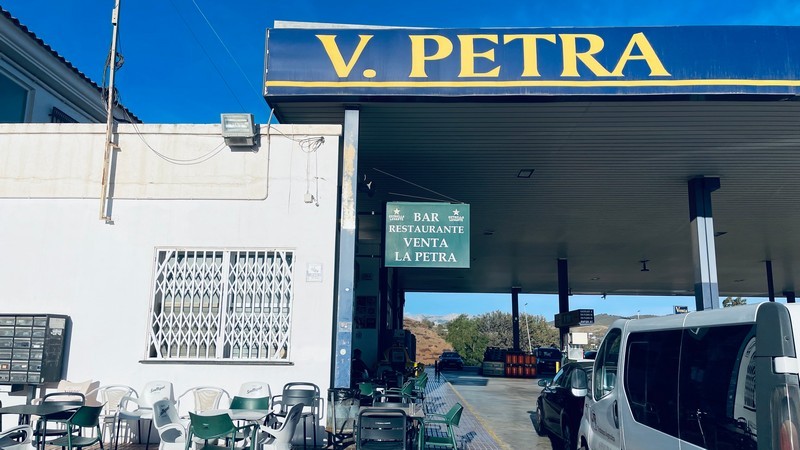 V. PETRA
BAR
RESTAURANTE
VENTA
LA PETRA